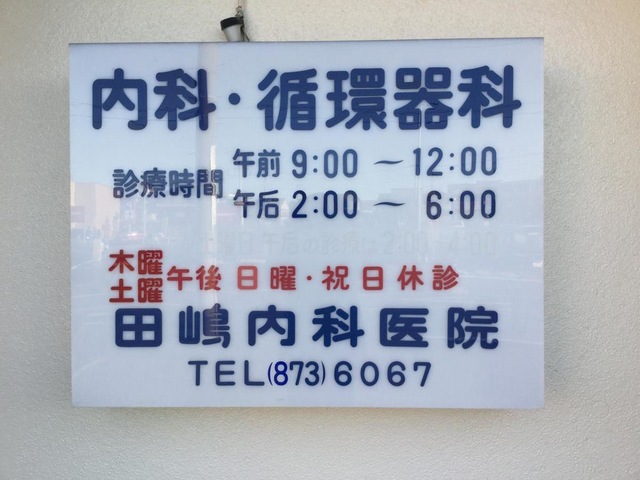 内科・循環器科
診療時間
午前 9:00 ～ 12:00
午后 2:00 ～ 6:00
木曜
土曜
午後 日曜・祝日休診
田嶋内科医院
TEL(873)6067